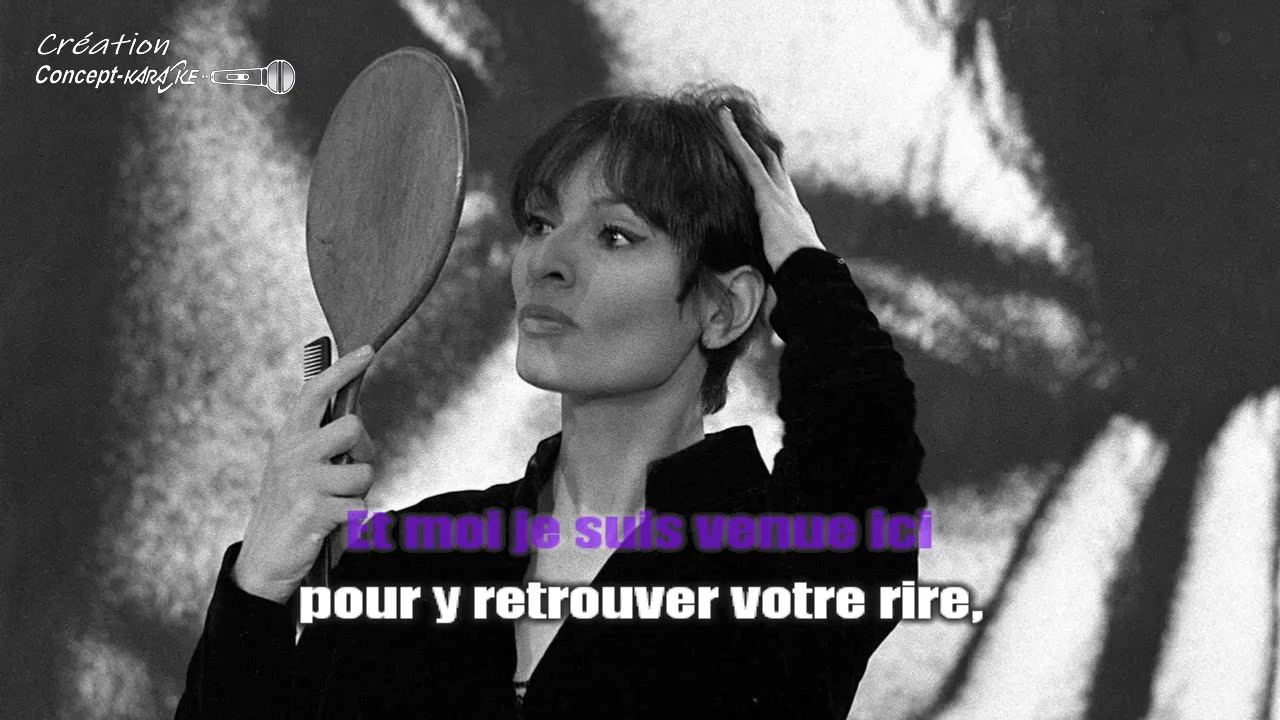 Création
Concept-KARAOKE
Et moi je suis venue ici
pour y retrouver votre rire,